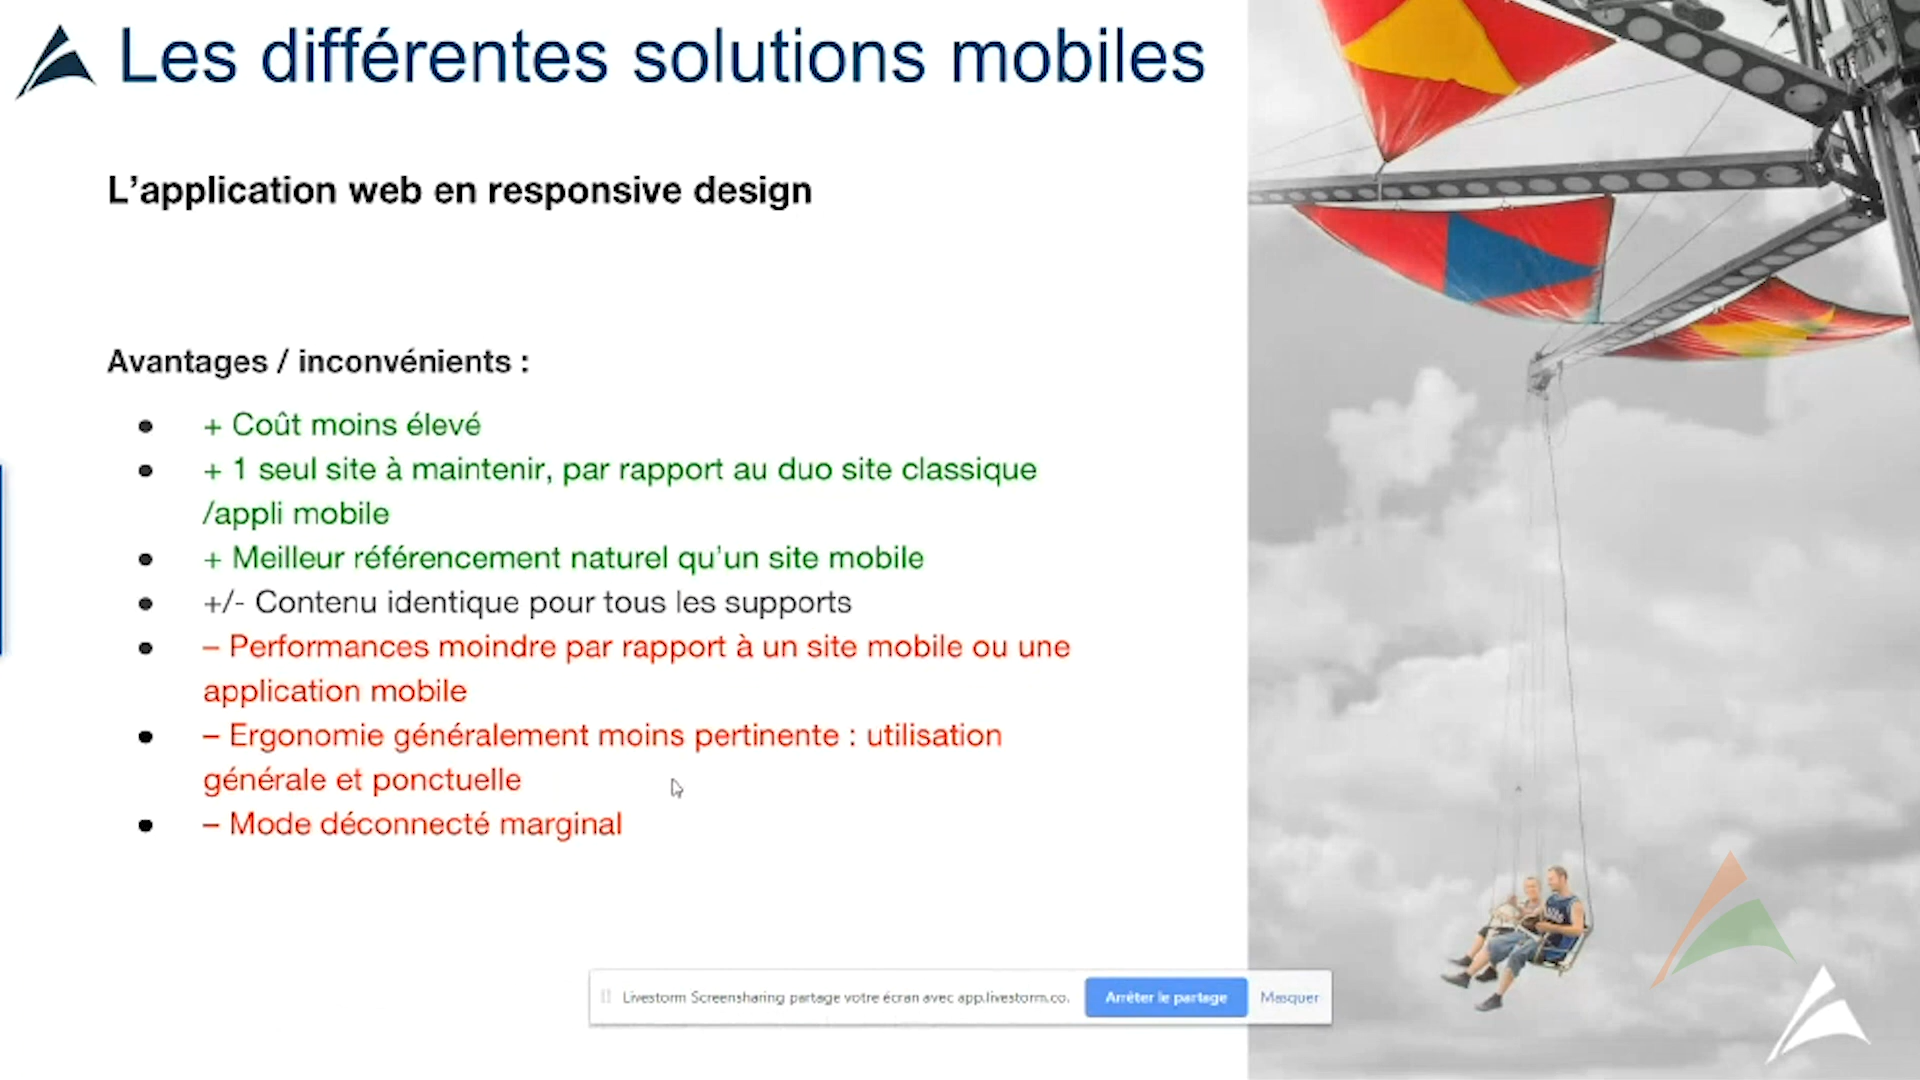 Les différentes solutions mobiles
L’application web en responsive design
Avantages / inconvénients :
+ Coût moins élevé
+ 1 seul site à maintenir, par rapport au duo site classique
/appli mobile
+ Meilleur référencement naturel qu’un site mobile
+/- Contenu identique pour tous les supports
– Performances moindre par rapport à un site mobile ou une
application mobile
– Ergonomie généralement moins pertinente : utilisation
générale et ponctuelle
– Mode déconnecté marginal
Livestorm Screensharing partage votre écran avec app.livestorm.co.
Arrêter le partage
Masquer